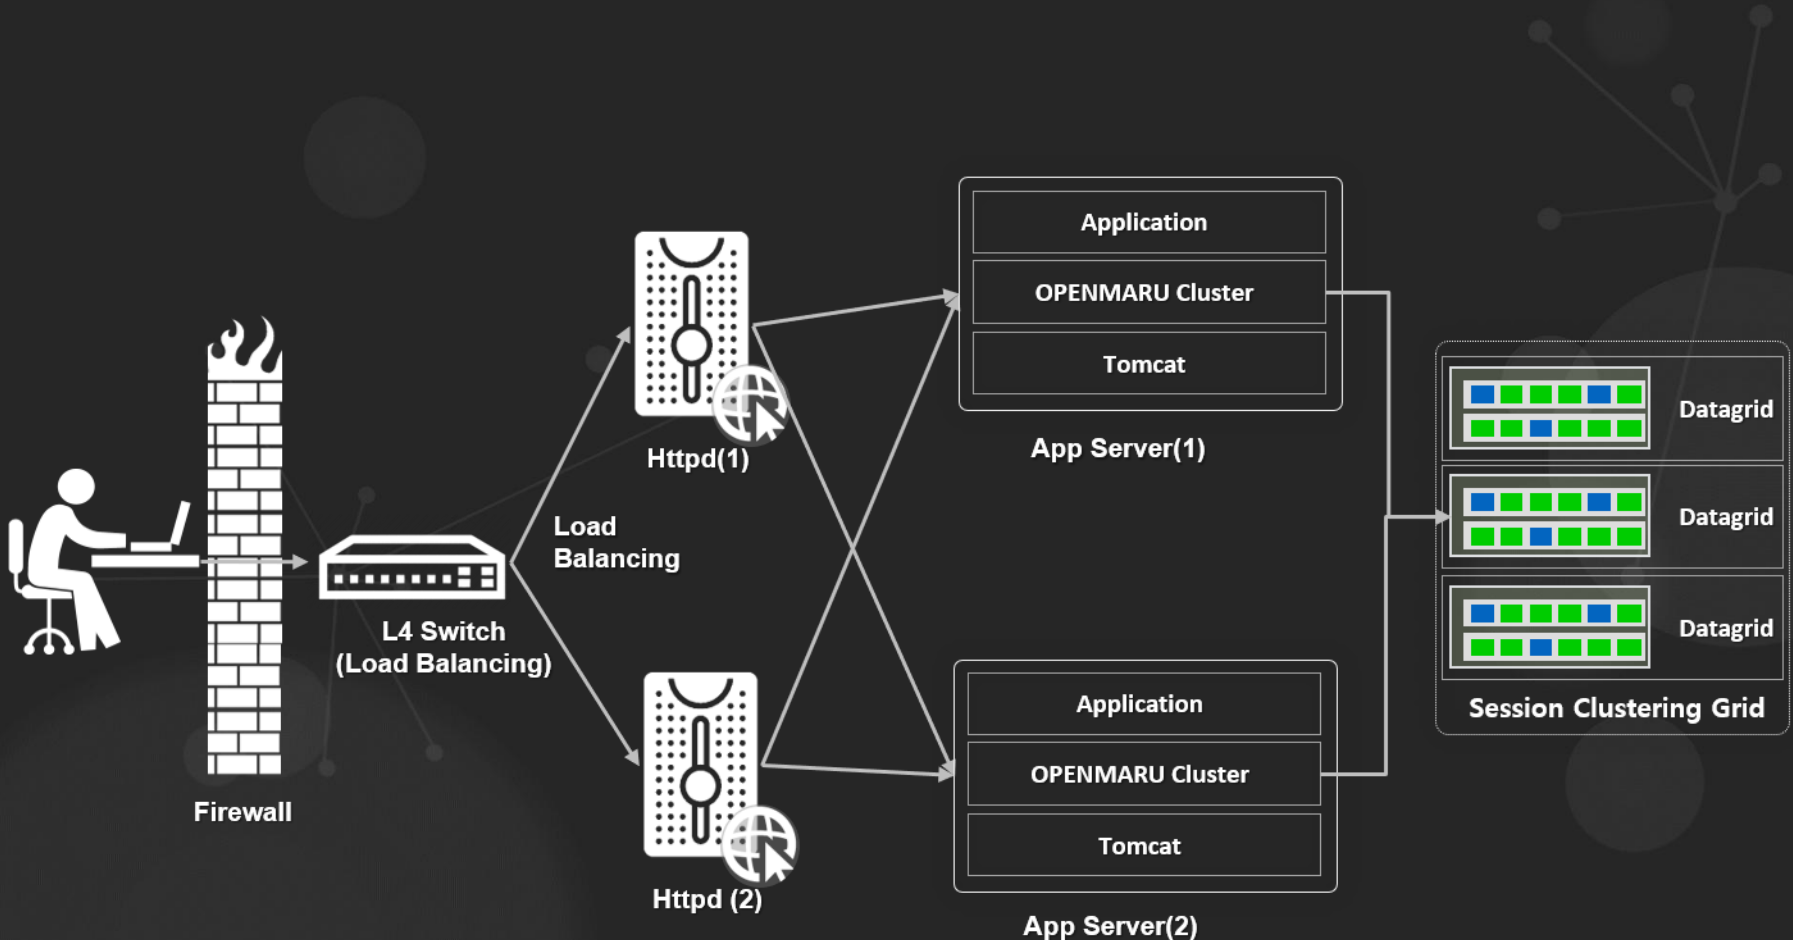 Firewall
L4 Switch
(Load Balancing)
Load
Balancing
Httpd(1)
Httpd (2)
Application
OPENMARU Cluster
Tomcat
App Server(1)
Application
OPENMARU Cluster
Tomcat
App Server(2)
Datagrid
Datagrid
Datagrid
Session Clustering Grid